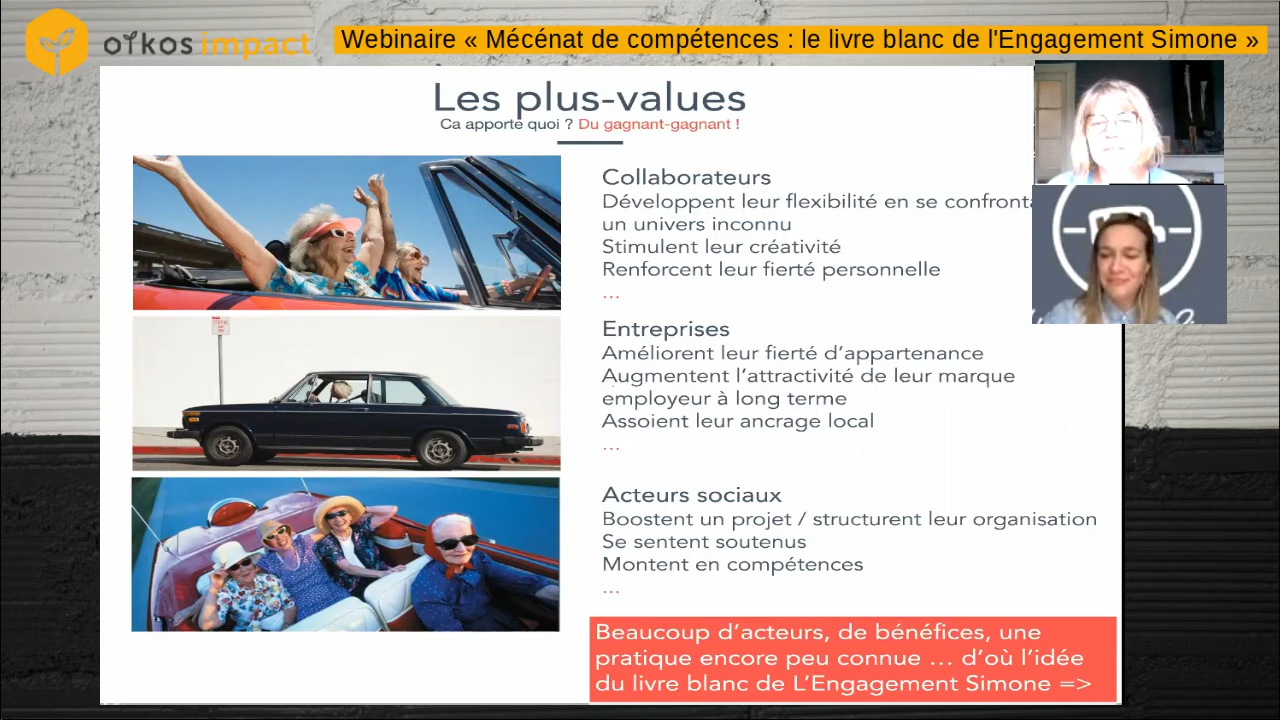 oikos impact
Webinaire « Mécénat de compétences : le livre blanc de l'Engagement Simone »
Les plus-values
Ca apporte quoi ? Du gagnant-gagnant !
Collaborateurs
Développent leur flexibilité en se
un univers inconnu
Stimulent leur créativité
Renforcent leur fierté personnelle
...
Entreprises
Améliorent leur fierté d’appartenance
Augmentent l’attractivité de leur marque
employeur à long terme
Assoient leur ancrage local
...
Acteurs sociaux
Boostent un projet / structurent leur organisation
Se sentent soutenus
Montent en compétences
...
Beaucoup d’acteurs, de bénéfices, une
pratique encore peu connue ... d’où l’idée
du livre blanc de L’Engagement Simone =>